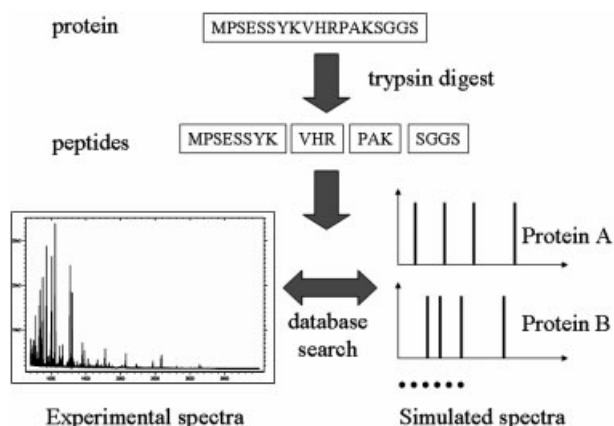 protein
MPSESSYKVHRPAKSGGS
trypsin digest
peptides
MPSESSYK VHR PAK SGGS
Protein A
Protein B
database
search
Experimental spectra
Simulated spectra